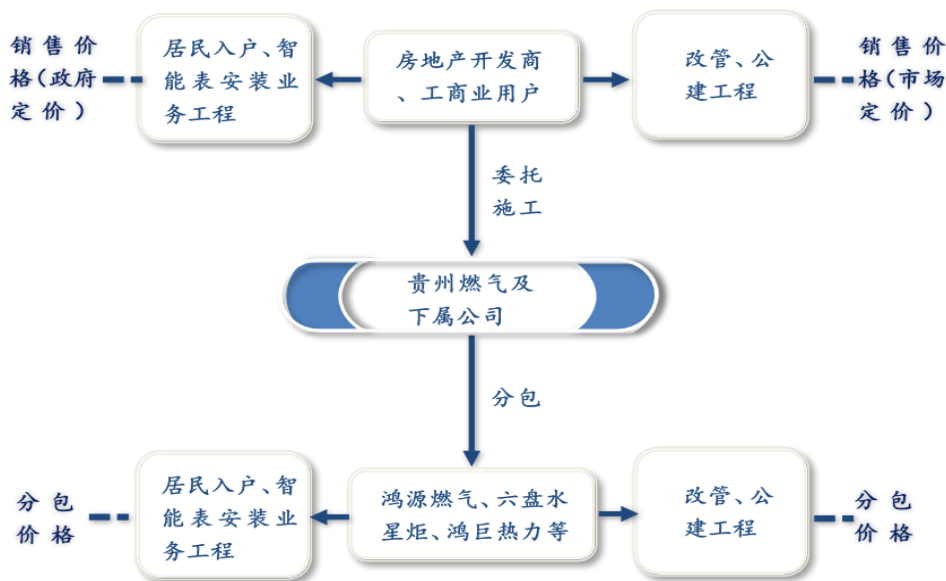 销售价
格(政府
定价)
居民入户、智
能表安装业
务工程
房地产开发商
、工商业用户
改管、公
建工程
销售价
格(市场
定价)
委托
施工
贵州燃气及
下属公司
分包
分包
价格
居民入户、智
能表安装业
务工程
鸿源燃气、六盘水
星炬、鸿巨热力等
改管、公
建工程
分包
价格